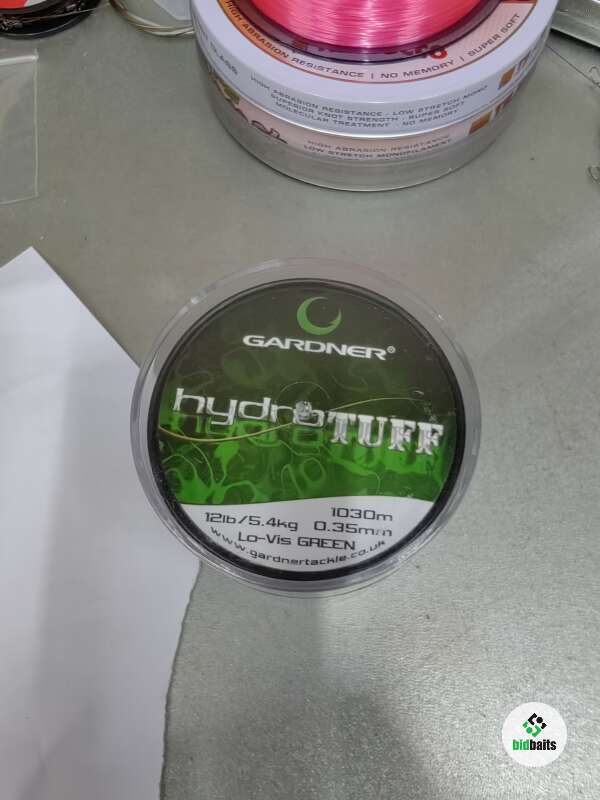 HIGH ABRASION RESISTANCE | NO MEMORY | SUPER SOFT
HIGH ABRASION RESISTANCE - LOW STRETCH MONO
SUPERIOR KNOT STRENGTH - SUPER SOFT
MOLECULAR TREATMENT - NO MEMORY
HIGH ABRASION RESISTANCE
LOW STRETCH MONOFILAMENT
GARDNER®
hydro TUFF
1030m
12lb/5.4kg 0.35mm
Lo-Vis GREEN
www.gardnertackle.co.uk
bidbaits